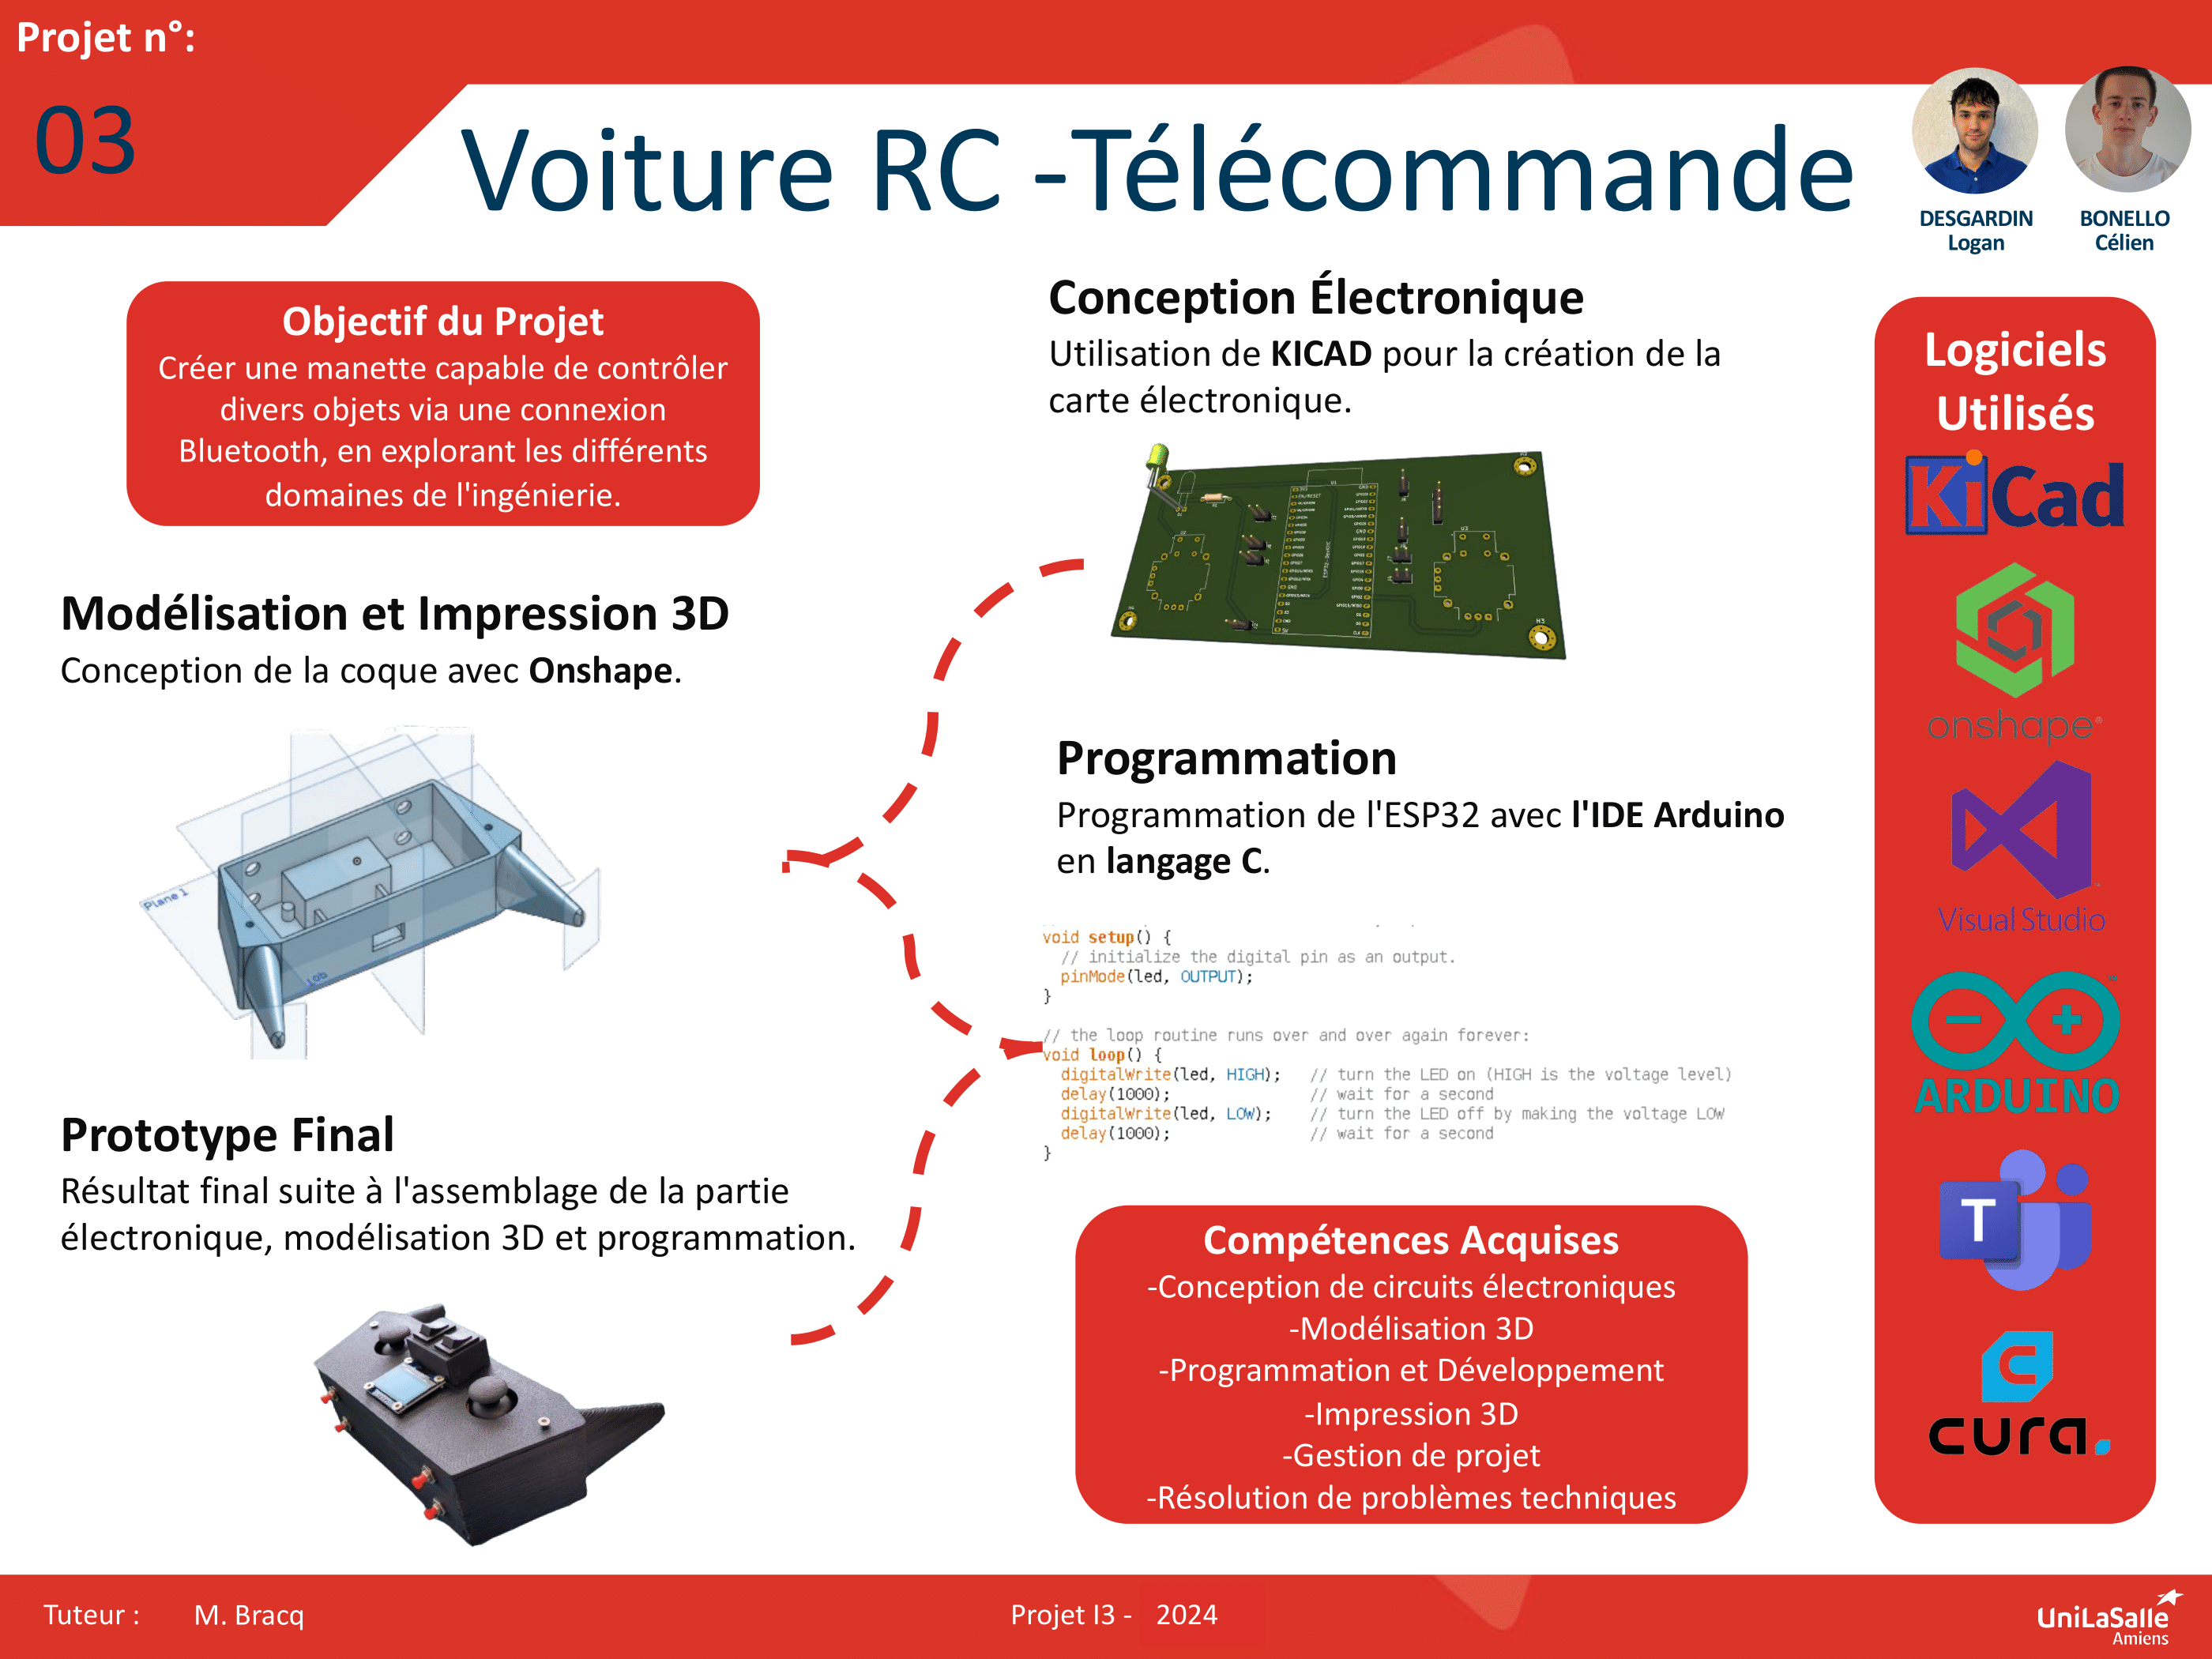 Projet n°:
03
Voiture RC -Télécommande
DESGARDIN
Logan
BONELLO
Célien
Objectif du Projet
Créer une manette capable de contrôler
divers objets via une connexion
Bluetooth, en explorant les différents
domaines de l'ingénierie.
Modélisation et Impression 3D
Conception de la coque avec Onshape.
Plane 1
Prototype Final
Résultat final suite à l'assemblage de la partie
électronique, modélisation 3D et programmation.
Conception Électronique
Utilisation de KICAD pour la création de la
carte électronique.
Programmation
Programmation de l'ESP32 avec l'IDE Arduino
en langage C.
void setup() {
// initialize the digital pin as an output.
pinMode(led, OUTPUT);
}
// the loop routine runs over and over again forever:
void loop() {
digitalWrite(led, HIGH); // turn the LED on (HIGH is the voltage level)
delay(1000); // wait for a second
digitalWrite(led, LOW); // turn the LED off by making the voltage LOW
delay(1000); // wait for a second
}
Compétences Acquises
-Conception de circuits électroniques
-Modélisation 3D
-Programmation et Développement
-Impression 3D
-Gestion de projet
-Résolution de problèmes techniques
Logiciels
Utilisés
KiCad
onshape®
Visual Studio
ARDUINO
T
cura.
Tuteur : M. Bracq
Projet I3 - 2024
UniLaSalle
Amiens